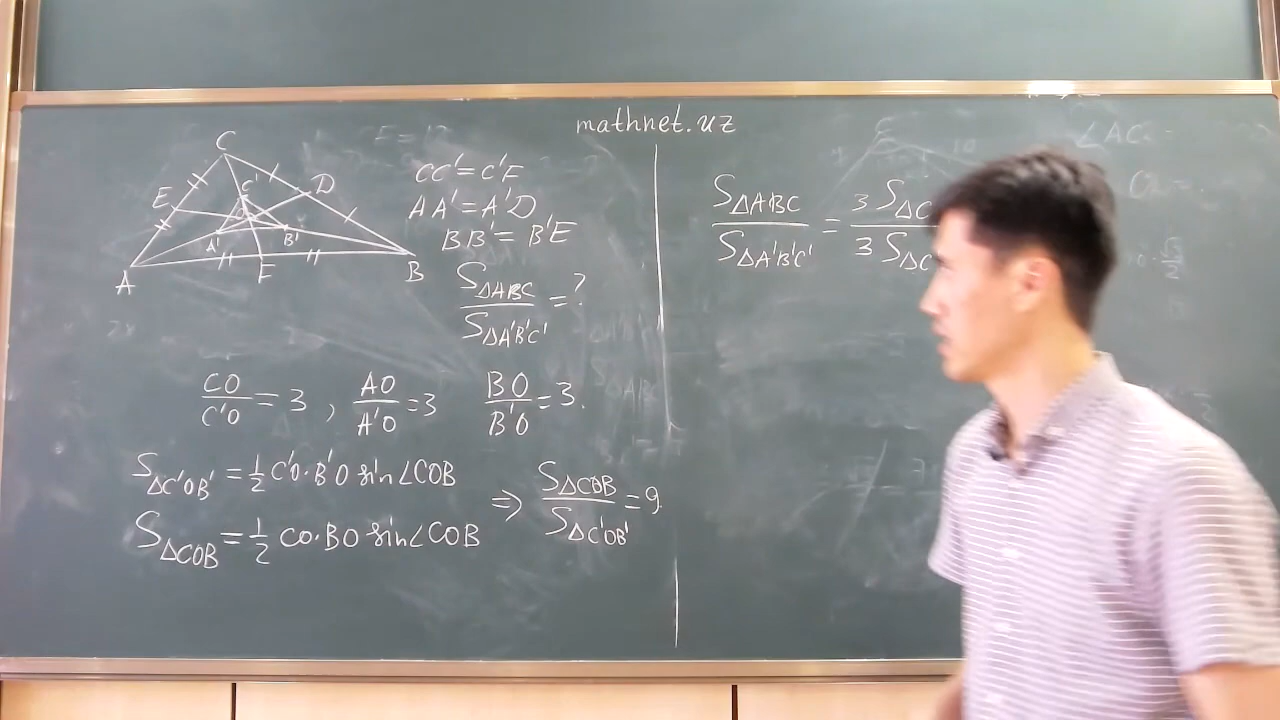 mathnet.uz
C
E
C'
D
O
A'
B'
A
F
B
CC' = C'F
AA' = A'D
BB' = B'E
S△ABC / S△A'B'C' = ?
CO / C'O = 3 , AO / A'O = 3 BO / B'O = 3.
S△C'OB' = 1/2 C'O · B'O sin∠COB
S△COB = 1/2 CO · BO sin∠COB
⇒ S△COB / S△C'OB' = 9
S△ABC / S△A'B'C' = 3 S△C / 3 S△C
∠AC